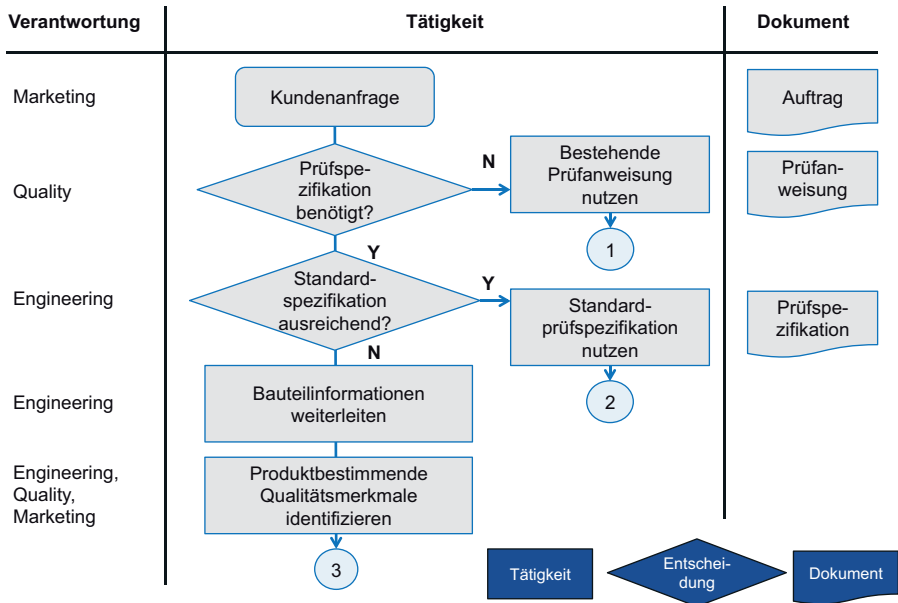 Verantwortung
Tätigkeit
Dokument
Marketing
Kundenanfrage
Auftrag
Quality
Prüfspe-
zifikation
benötigt?
N
Bestehende
Prüfanweisung
nutzen
Prüfan-
weisung
1
Y
Engineering
Standard-
spezifikation
ausreichend?
Y
Standard-
prüfspezifikation
nutzen
Prüfspe-
zifikation
2
N
Engineering
Bauteilinformationen
weiterleiten
Engineering,
Quality,
Marketing
Produktbestimmende
Qualitätsmerkmale
identifizieren
3
Tätigkeit
Entschei-
dung
Dokument